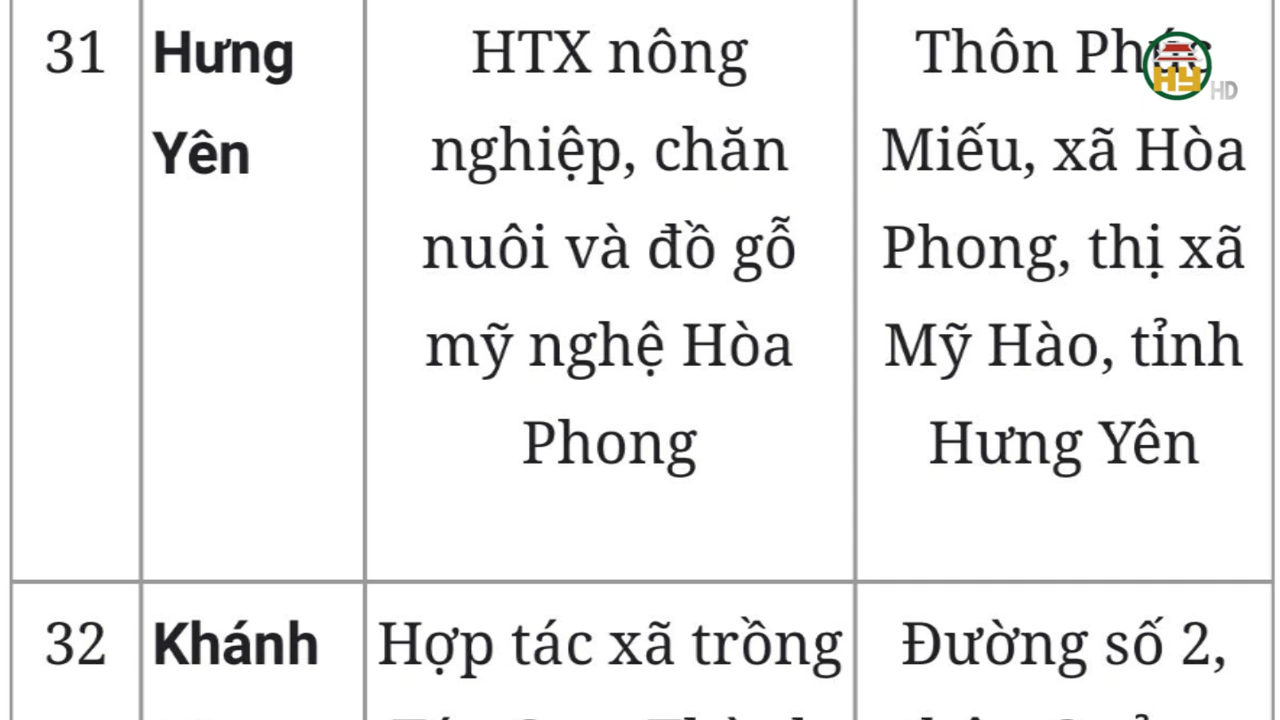 31
Hưng
Yên
HTX nông
nghiệp, chăn
nuôi và đồ gỗ
mỹ nghệ Hòa
Phong
Thôn
Miếu, xã Hòa
Phong, thị xã
Mỹ Hào, tỉnh
Hưng Yên
HY
HD
32
Khánh
Hợp tác xã trồng
Đường số 2,